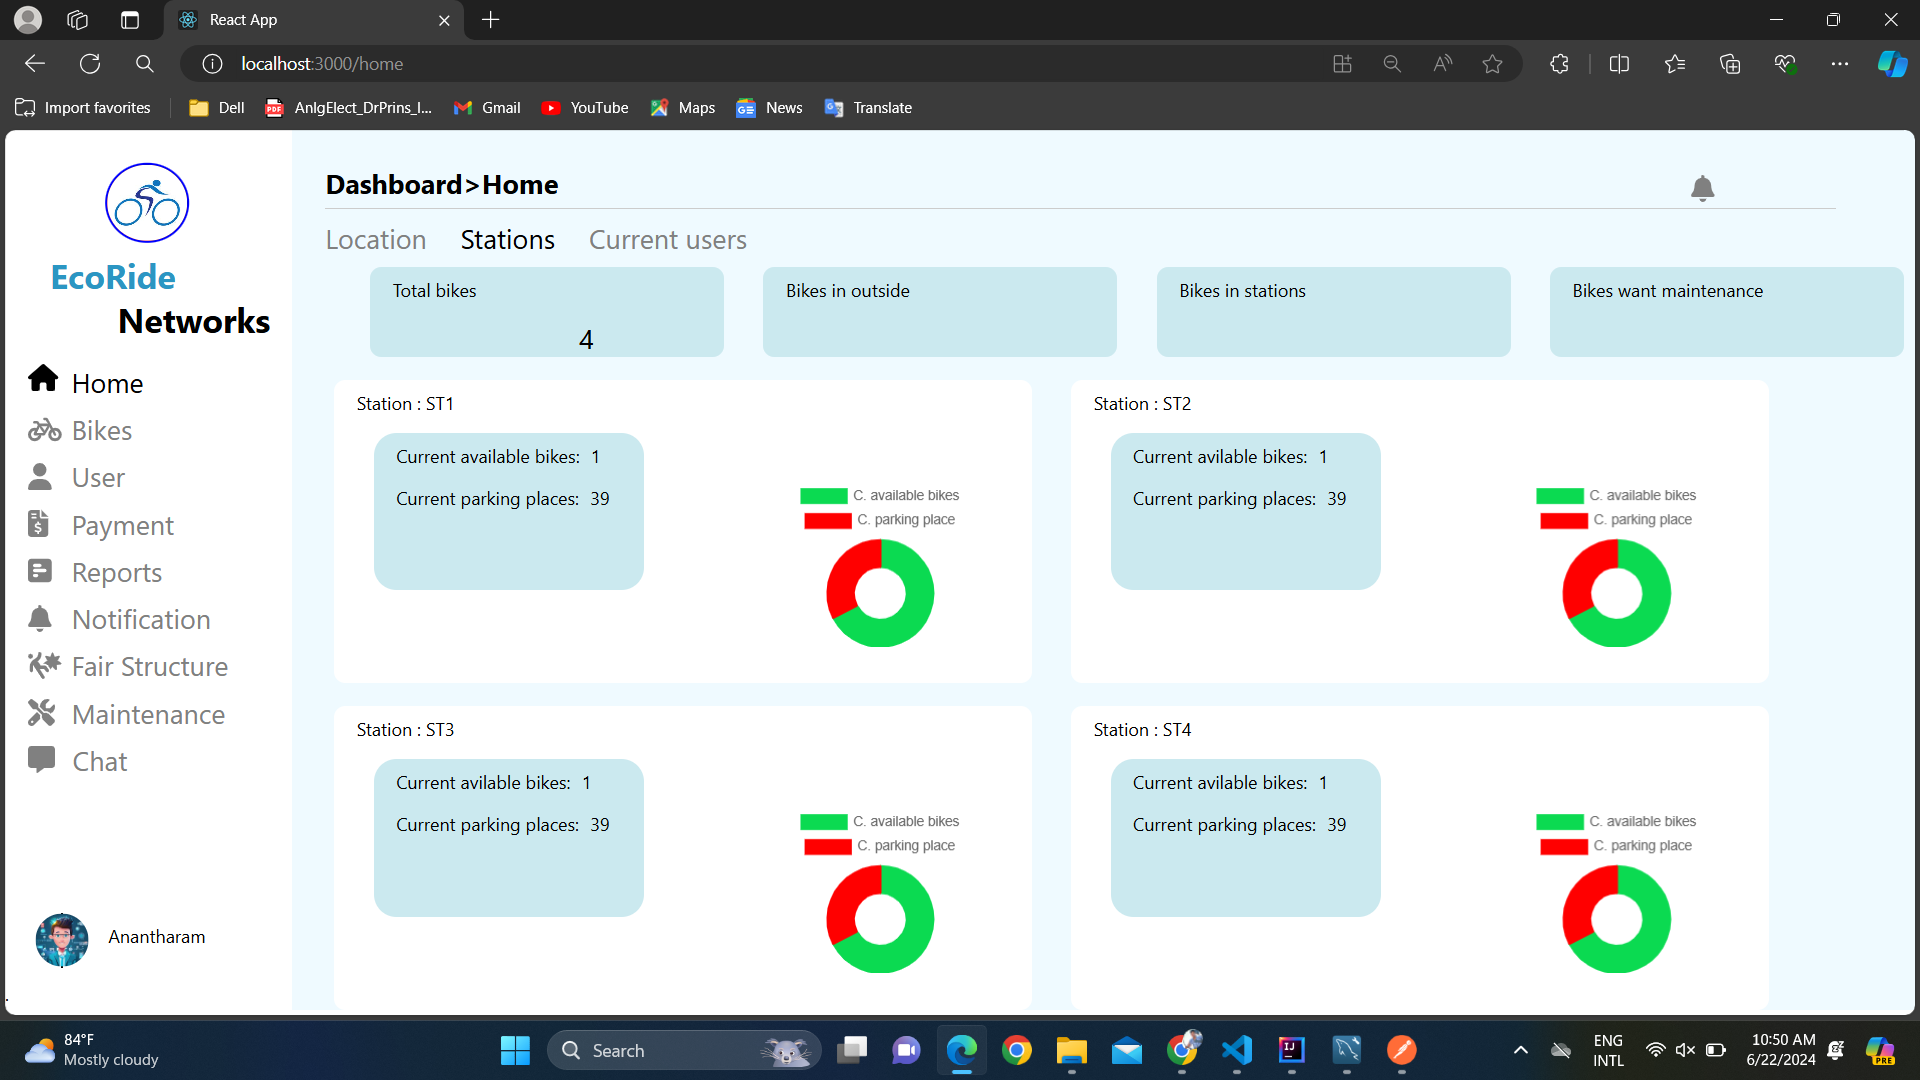 React App
localhost:3000/home
Import favorites
Dell
AnlgElect_DrPrins_I...
Gmail
YouTube
Maps
News
Translate
EcoRide
Networks
Home
Bikes
User
Payment
Reports
Notification
Fair Structure
Maintenance
Chat
Anantharam
Dashboard>Home
Location Stations Current users
Total bikes
4
Bikes in outside
Bikes in stations
Bikes want maintenance
Station : ST1
Current available bikes: 1
Current parking places: 39
C. available bikes
C. parking place
Station : ST2
Current avilable bikes: 1
Current parking places: 39
C. available bikes
C. parking place
Station : ST3
Current avilable bikes: 1
Current parking places: 39
C. available bikes
C. parking place
Station : ST4
Current avilable bikes: 1
Current parking places: 39
C. available bikes
C. parking place
84°F
Mostly cloudy
Search
ENG
INTL
10:50 AM
6/22/2024
PRE